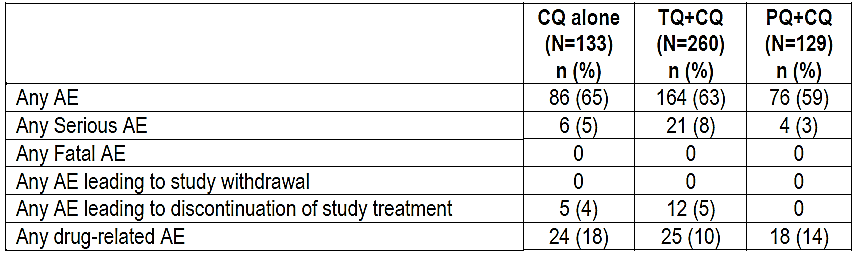 CQ alone TQ+CQ PQ+CQ
(N=133) (N=260) (N=129)
n (%) n (%) n (%)
Any AE 86 (65) 164 (63) 76 (59)
Any Serious AE 6 (5) 21 (8) 4 (3)
Any Fatal AE 0 0 0
Any AE leading to study withdrawal 0 0 0
Any AE leading to discontinuation of study treatment 5 (4) 12 (5) 0
Any drug-related AE 24 (18) 25 (10) 18 (14)